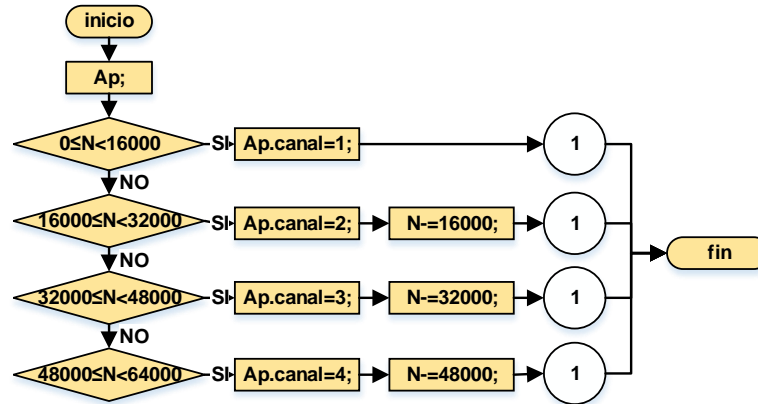 inicio
Ap;
0≤N<16000 SI Ap.canal=1; 1
NO
16000≤N<32000 SI Ap.canal=2; N-=16000; 1
fin
NO
32000≤N<48000 SI Ap.canal=3; N-=32000; 1
NO
48000≤N<64000 SI Ap.canal=4; N-=48000; 1